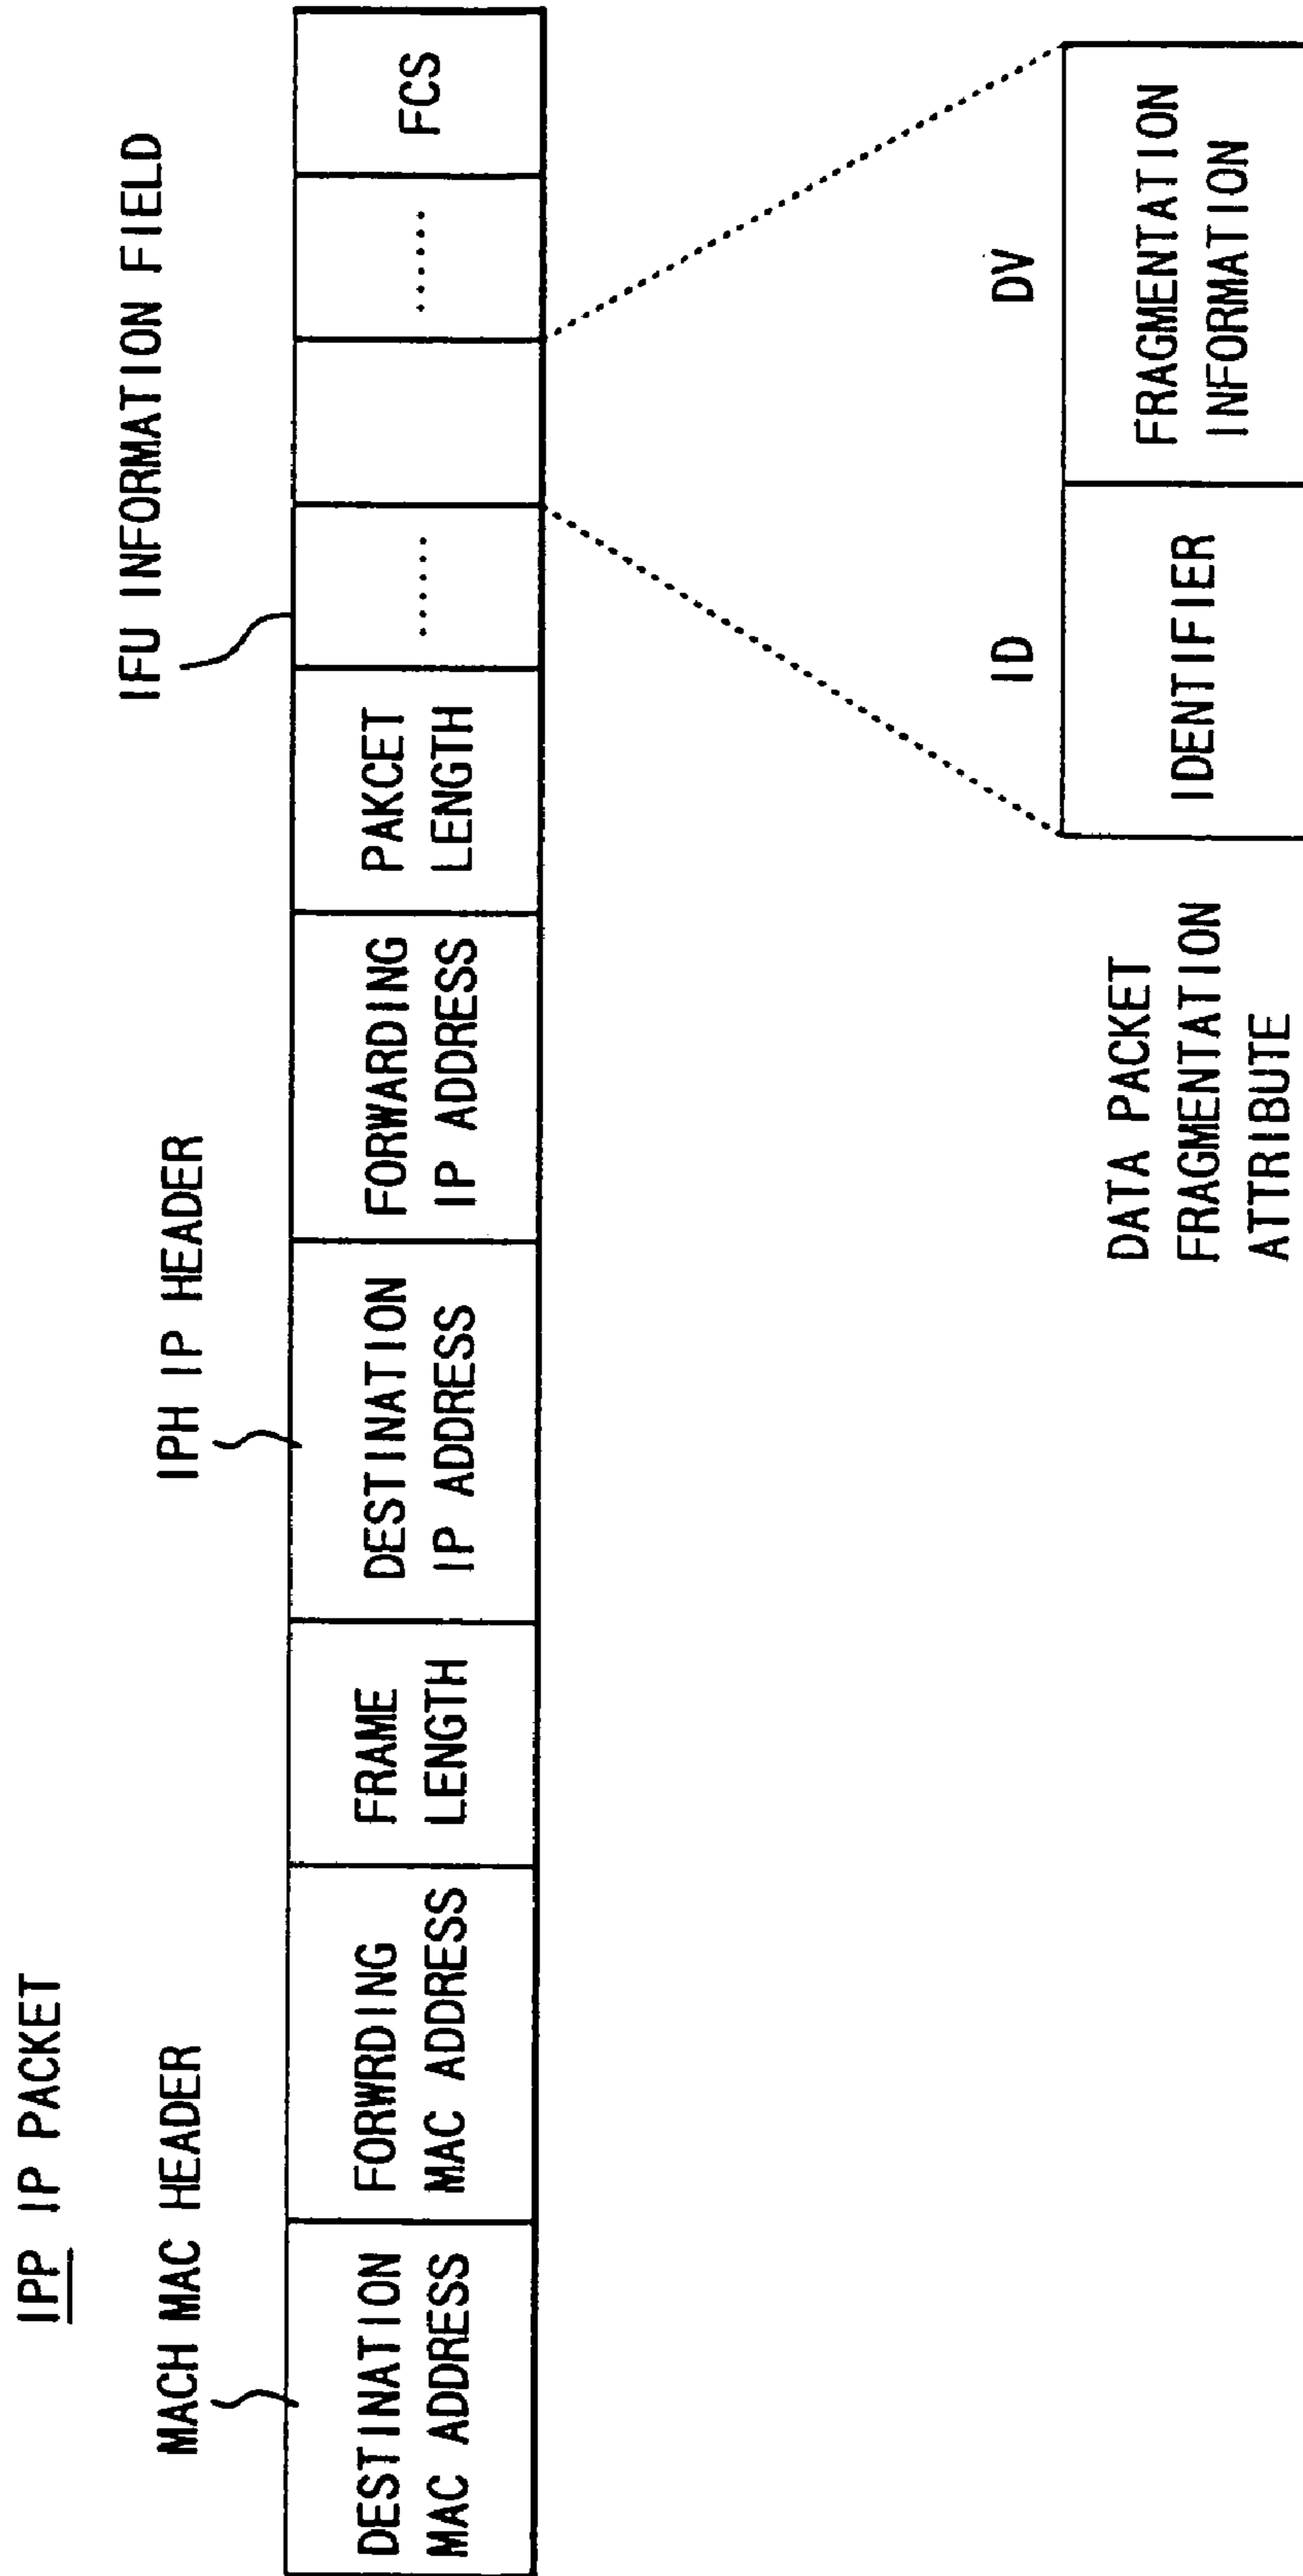 IPP IP PACKET
MACH MAC HEADER
IPH IP HEADER
IFU INFORMATION FIELD
DESTINATION
MAC ADDRESS
FORWRDING
MAC ADDRESS
FRAME
LENGTH
DESTINATION
IP ADDRESS
FORWARDING
IP ADDRESS
PAKCET
LENGTH
......
......
FCS
DATA PACKET
FRAGMENTATION
ATTRIBUTE
ID
DV
IDENTIFIER
FRAGMENTATION
INFORMATION